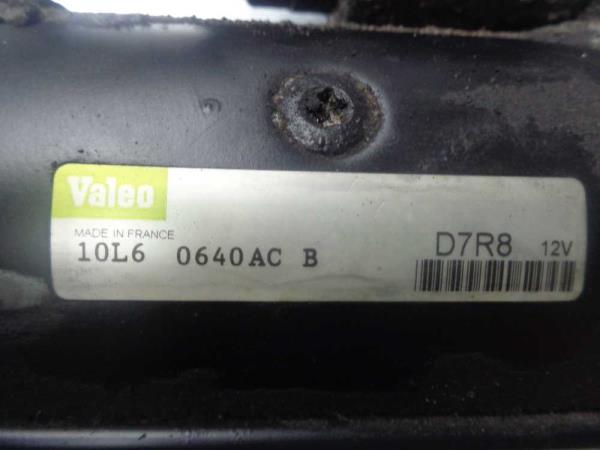 Valeo
MADE IN FRANCE
10L6 0640AC B
D7R8 12V